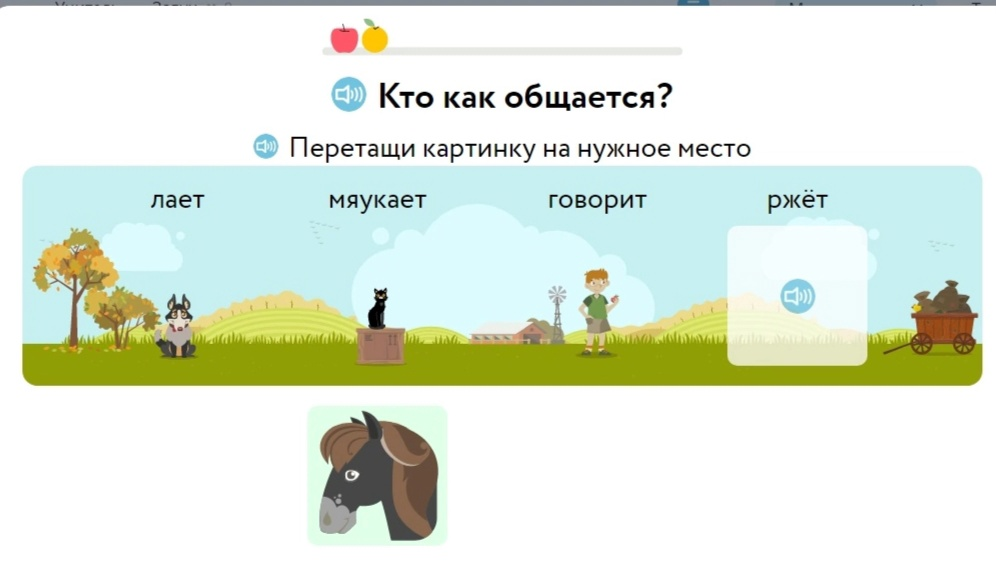 Кто как общается?
Перетащи картинку на нужное место
лает мяукает говорит ржёт